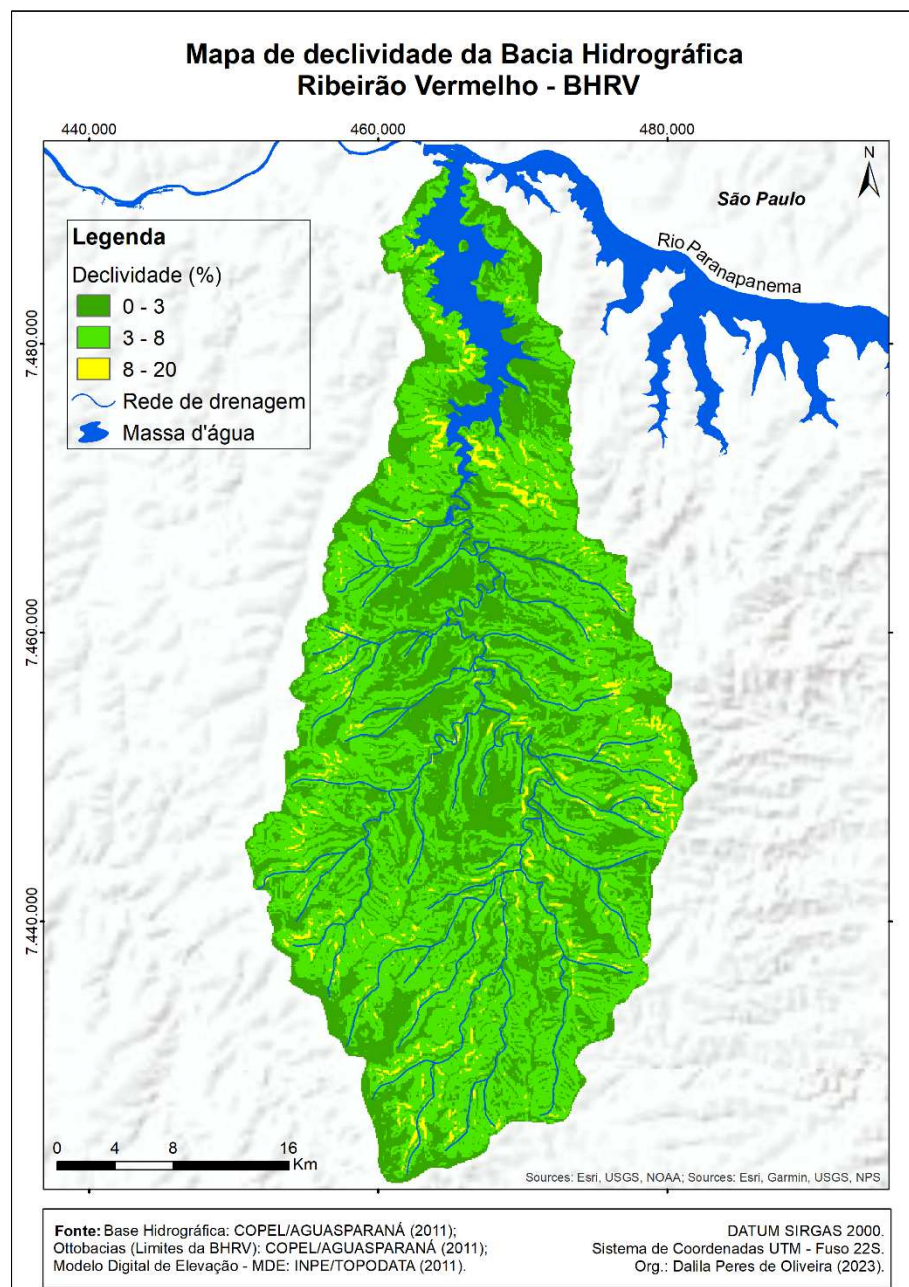 Mapa de declividade da Bacia Hidrográfica
Ribeirão Vermelho - BHRV
440.000
460.000
480.000
N
São Paulo
Rio Paranapanema
Legenda
Declividade (%)
0 - 3
3 - 8
8 - 20
Rede de drenagem
Massa d'água
7.480.000
7.460.000
7.440.000
0 4 8 16
Km
Sources: Esri, USGS, NOAA; Sources: Esri, Garmin, USGS, NPS
Fonte: Base Hidrográfica: COPEL/AGUASPARANÁ (2011);
Ottobacias (Limites da BHRV): COPEL/AGUASPARANÁ (2011);
Modelo Digital de Elevação - MDE: INPE/TOPODATA (2011).
DATUM SIRGAS 2000.
Sistema de Coordenadas UTM - Fuso 22S.
Org.: Dalila Peres de Oliveira (2023).